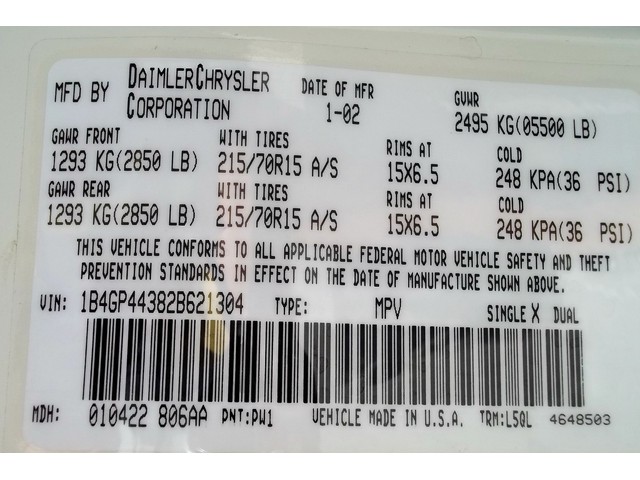 MFD BY DAIMLERCHRYSLER CORPORATION DATE OF MFR 1-02 GVWR 2495 KG(05500 LB)
GAWR FRONT WITH TIRES RIMS AT COLD
1293 KG(2850 LB) 215/70R15 A/S 15X6.5 248 KPA(36 PSI)
GAWR REAR WITH TIRES RIMS AT COLD
1293 KG(2850 LB) 215/70R15 A/S 15X6.5 248 KPA(36 PSI)
THIS VEHICLE CONFORMS TO ALL APPLICABLE FEDERAL MOTOR VEHICLE SAFETY AND THEFT
PREVENTION STANDARDS IN EFFECT ON THE DATE OF MANUFACTURE SHOWN ABOVE.
VIN: 1B4GP44382B621304 TYPE: MPV SINGLE X DUAL
MDH: 010422 806AA PNT:PW1 VEHICLE MADE IN U.S.A. TRM:L5QL 4648503